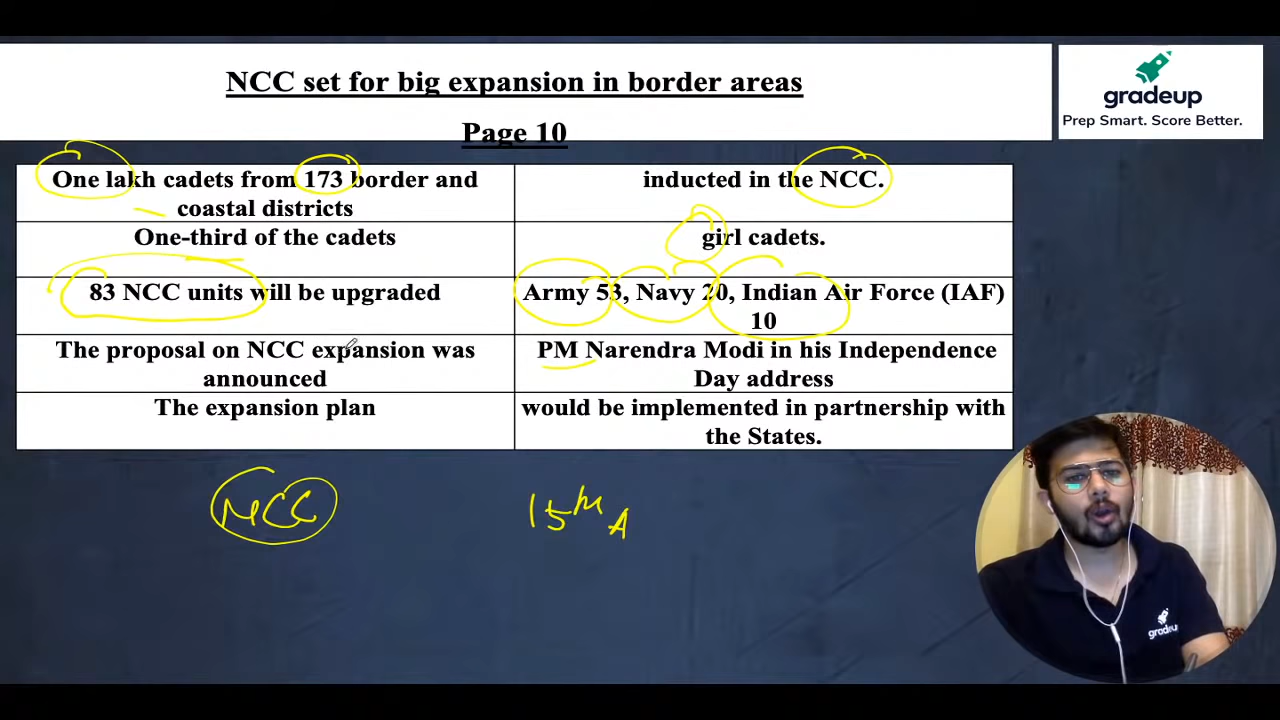 NCC set for big expansion in border areas
Page 10
gradeup
Prep Smart. Score Better.
One lakh cadets from 173 border and
coastal districts
inducted in the NCC.
One-third of the cadets
girl cadets.
83 NCC units will be upgraded
Army 53, Navy 20, Indian Air Force (IAF)
10
The proposal on NCC expansion was
announced
PM Narendra Modi in his Independence
Day address
The expansion plan
would be implemented in partnership with
the States.
NCC
15th A
gradeup